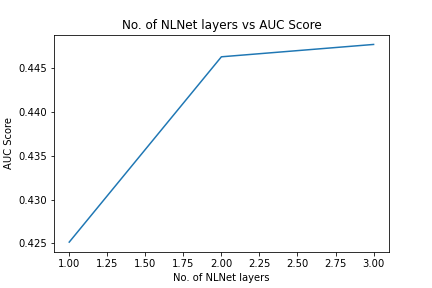 No. of NLNet layers vs AUC Score
AUC Score
0.445
0.440
0.435
0.430
0.425
1.00 1.25 1.50 1.75 2.00 2.25 2.50 2.75 3.00
No. of NLNet layers